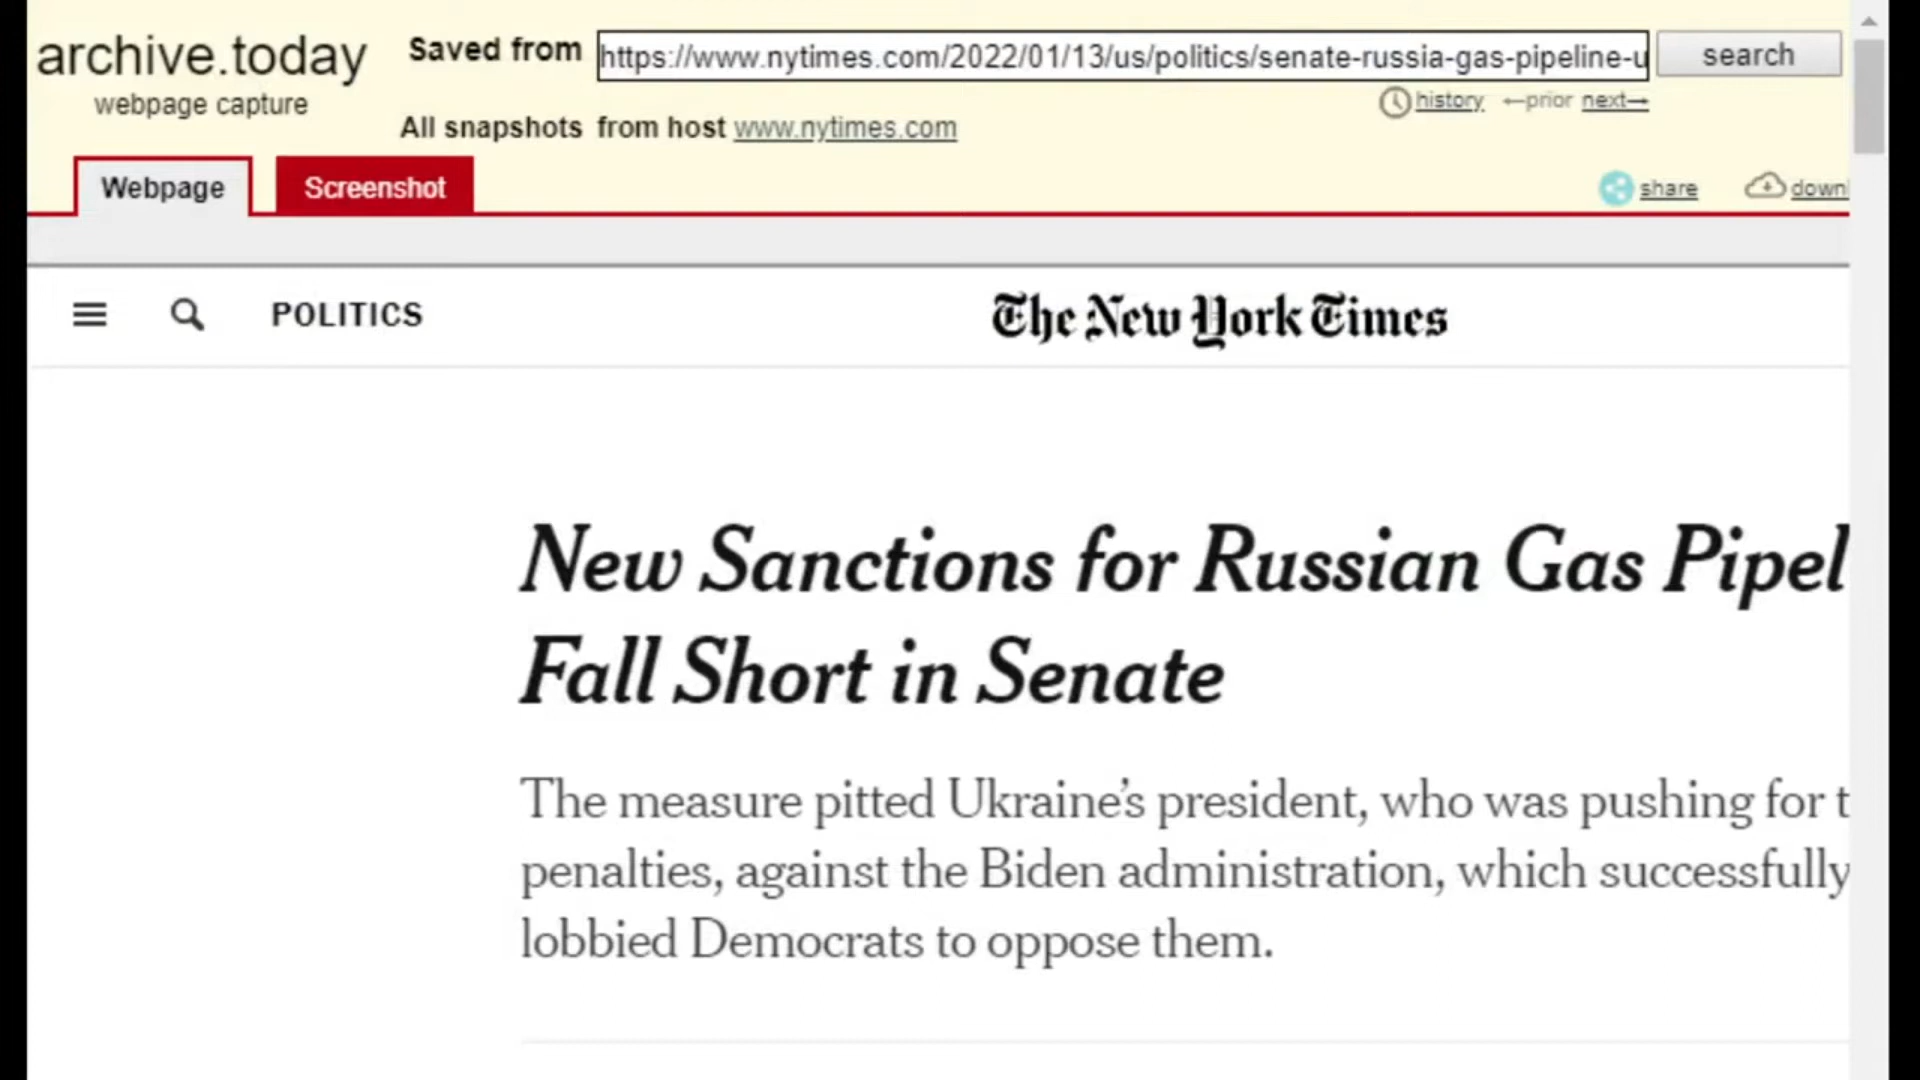 archive.today
webpage capture
Saved from https://www.nytimes.com/2022/01/13/us/politics/senate-russia-gas-pipeline-u search
history ←prior next→
All snapshots from host www.nytimes.com
Webpage Screenshot share downl
POLITICS The New York Times
New Sanctions for Russian Gas Pipel
Fall Short in Senate
The measure pitted Ukraine’s president, who was pushing for t
penalties, against the Biden administration, which successfully
lobbied Democrats to oppose them.